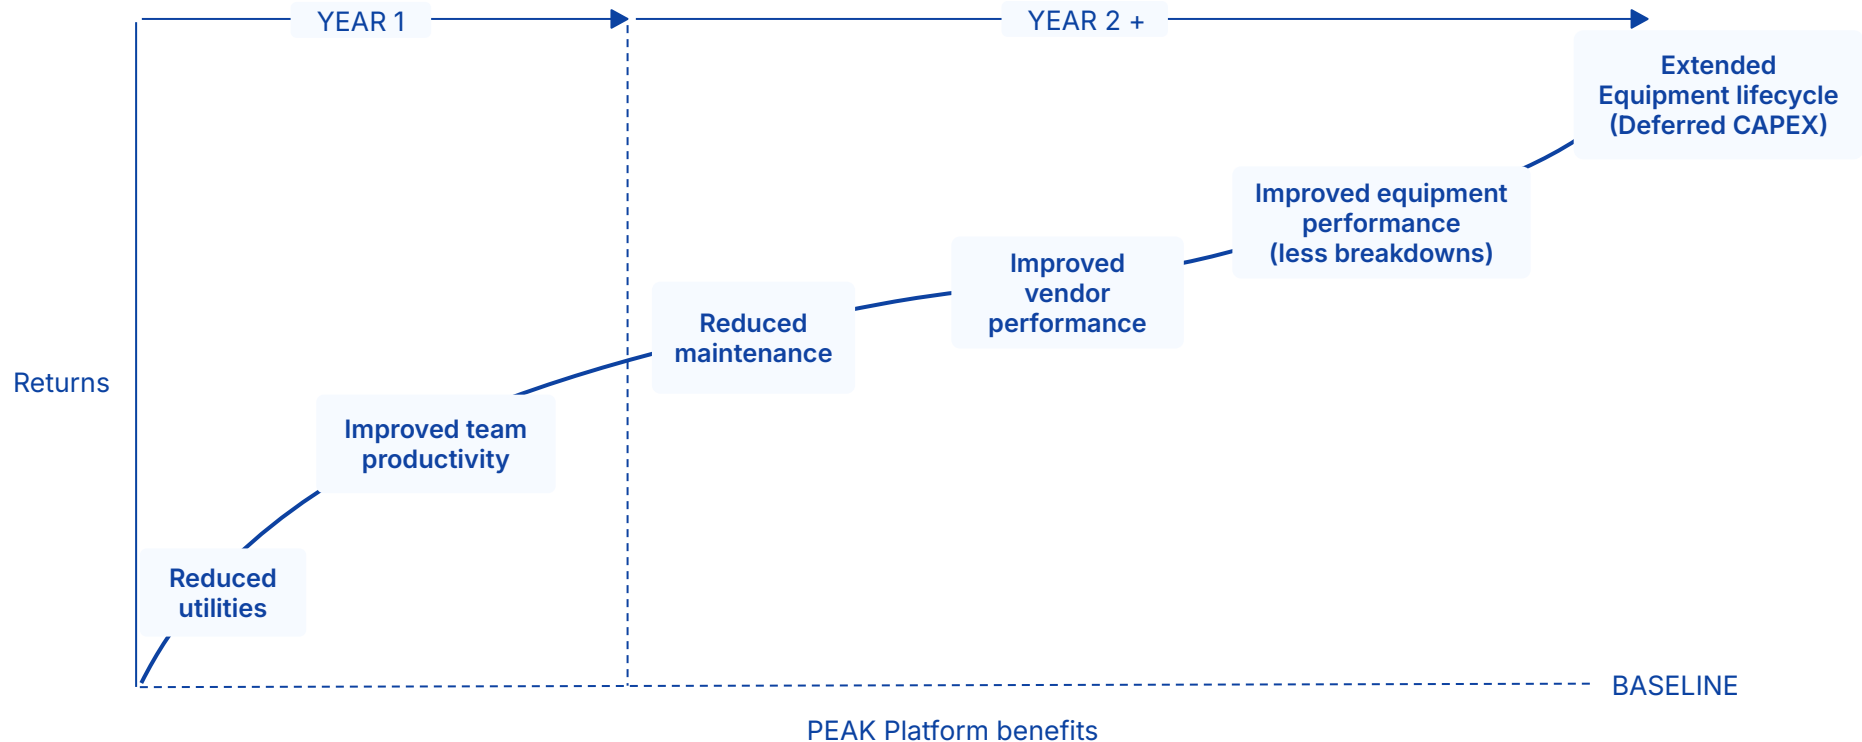 YEAR 1
YEAR 2 +
Extended
Equipment lifecycle
(Deferred CAPEX)
Improved equipment
performance
(less breakdowns)
Improved
vendor
performance
Reduced
maintenance
Returns
Improved team
productivity
Reduced
utilities
BASELINE
PEAK Platform benefits